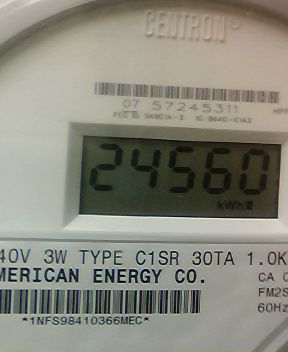 CENTRON
07 57245311
24560
kWh
40V 3W TYPE C1SR 30TA 1.0K
MERICAN ENERGY CO.
CA
FM2S
60Hz
*1NFS98410366MEC*